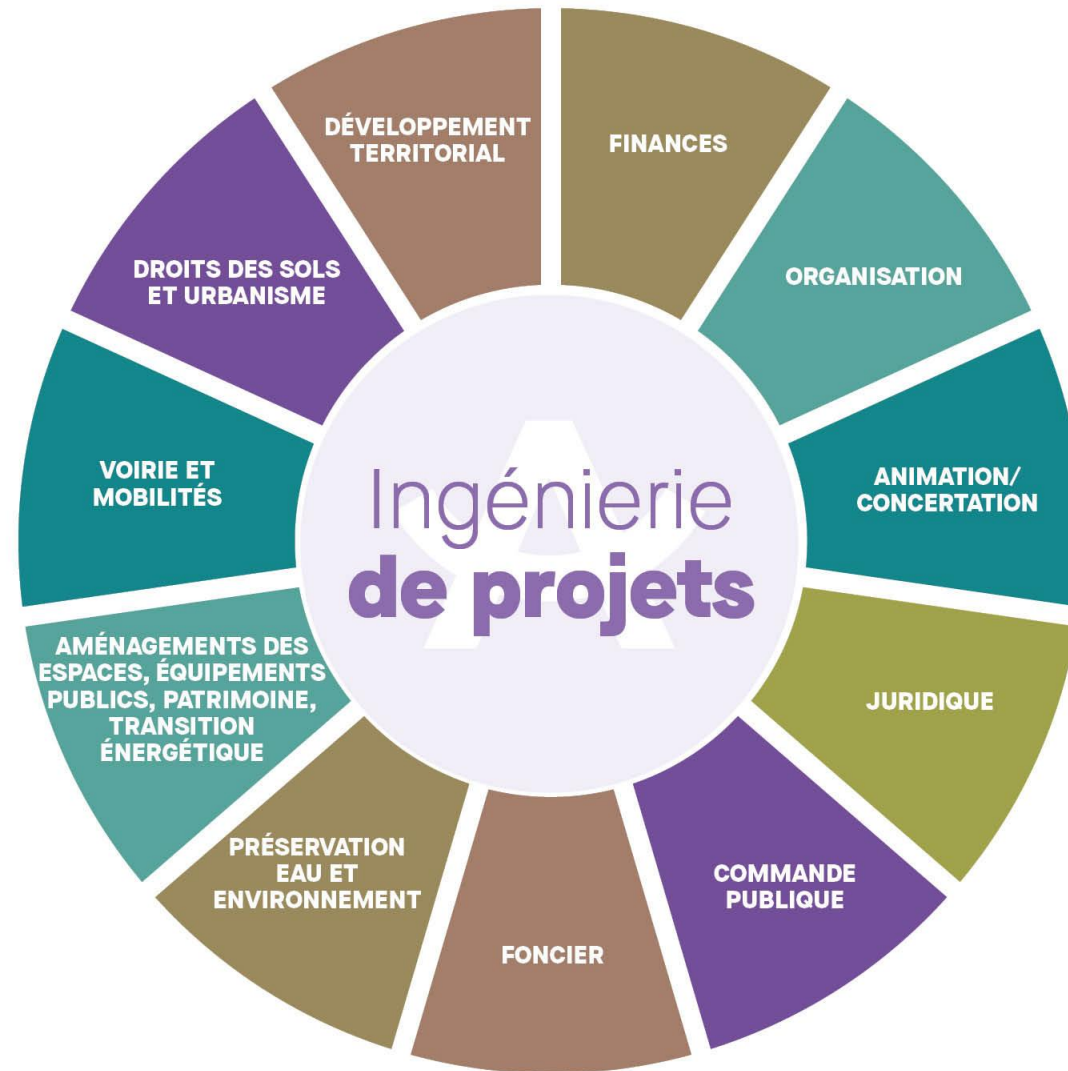 DÉVELOPPEMENT
TERRITORIAL
FINANCES
ORGANISATION
ANIMATION/
CONCERTATION
JURIDIQUE
COMMANDE
PUBLIQUE
FONCIER
PRÉSERVATION
EAU ET
ENVIRONNEMENT
AMÉNAGEMENTS DES
ESPACES, ÉQUIPEMENTS
PUBLICS, PATRIMOINE,
TRANSITION
ÉNERGÉTIQUE
VOIRIE ET
MOBILITÉS
DROITS DES SOLS
ET URBANISME
Ingénierie
de projets